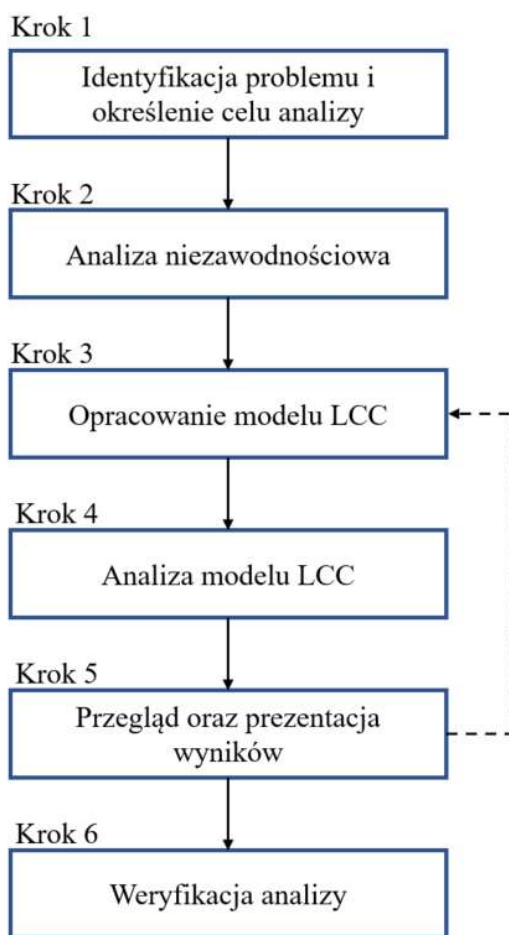 Krok 1
Identyfikacja problemu i
określenie celu analizy
Krok 2
Analiza niezawodnościowa
Krok 3
Opracowanie modelu LCC
Krok 4
Analiza modelu LCC
Krok 5
Przegląd oraz prezentacja
wyników
Krok 6
Weryfikacja analizy